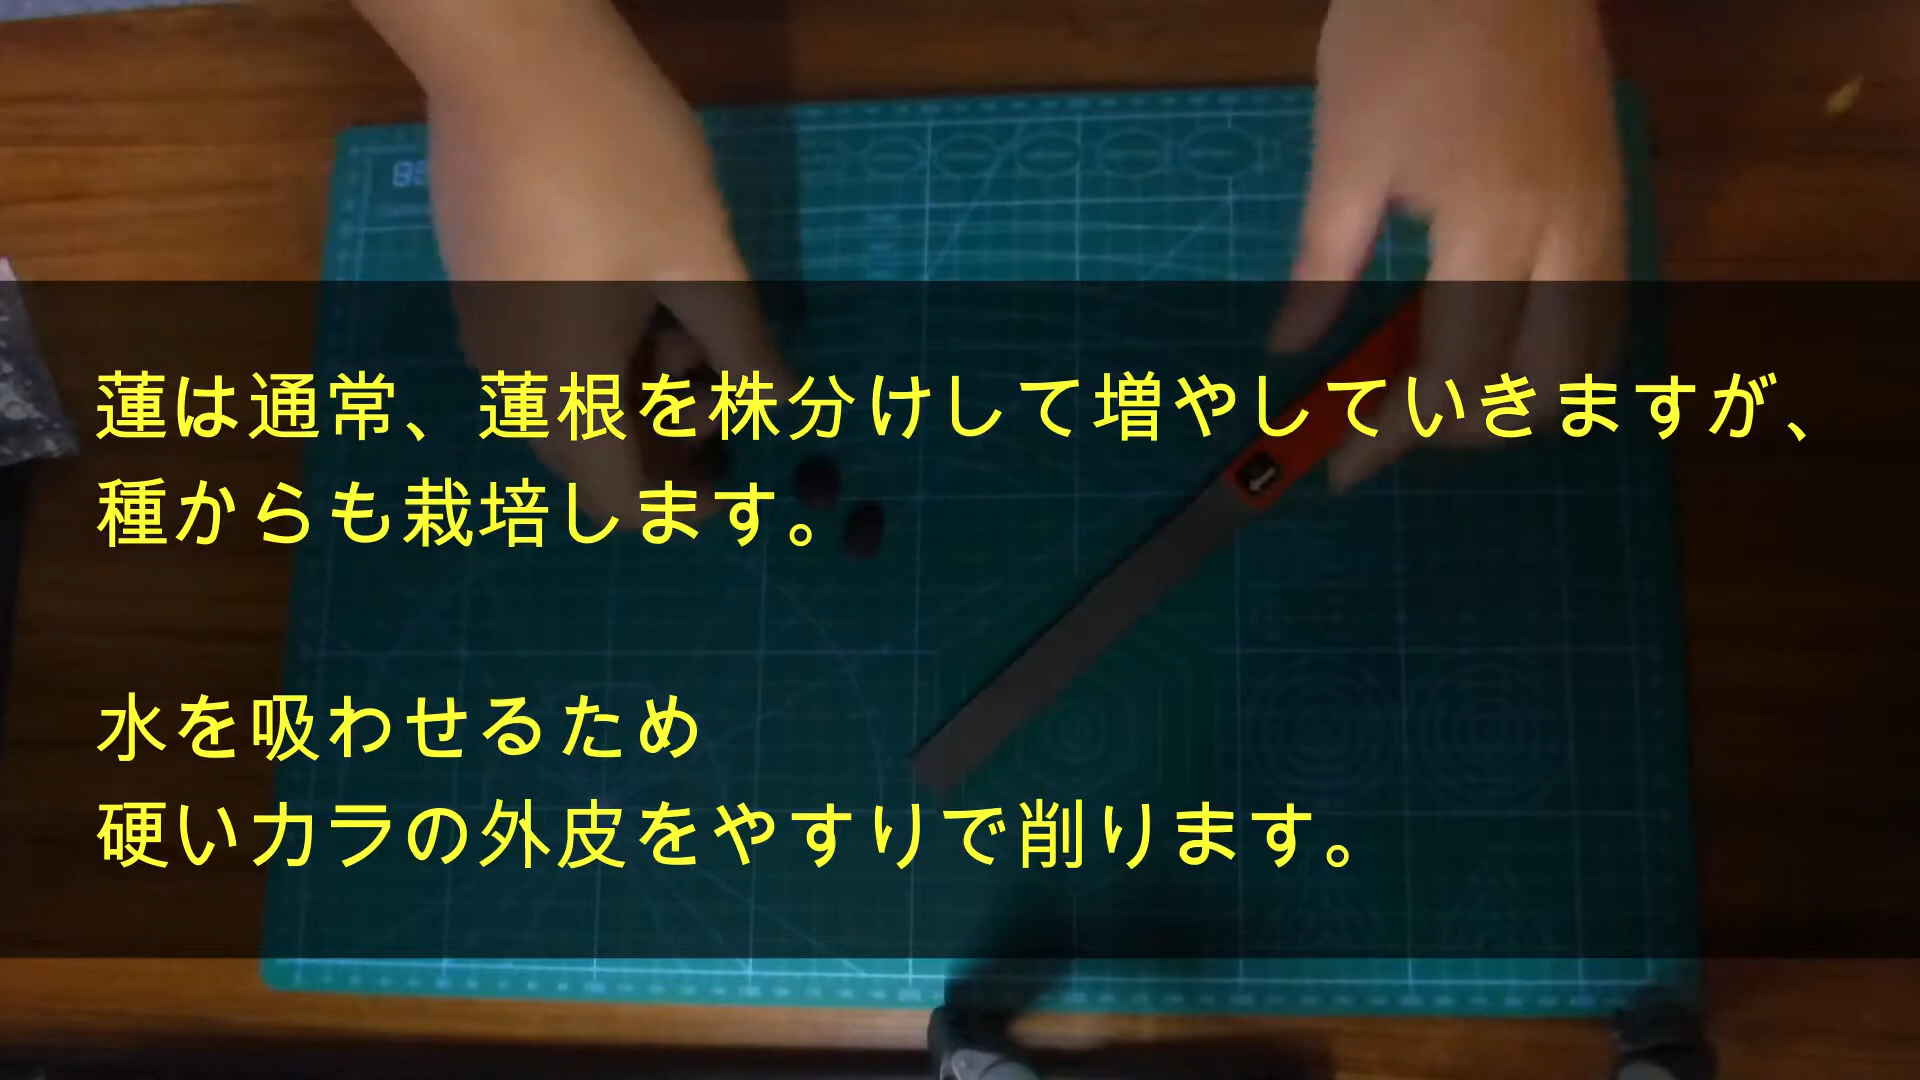 蓮は通常、蓮根を株分けして増やしていきますが、
種からも栽培します。
水を吸わせるため
硬いカラの外皮をやすりで削ります。